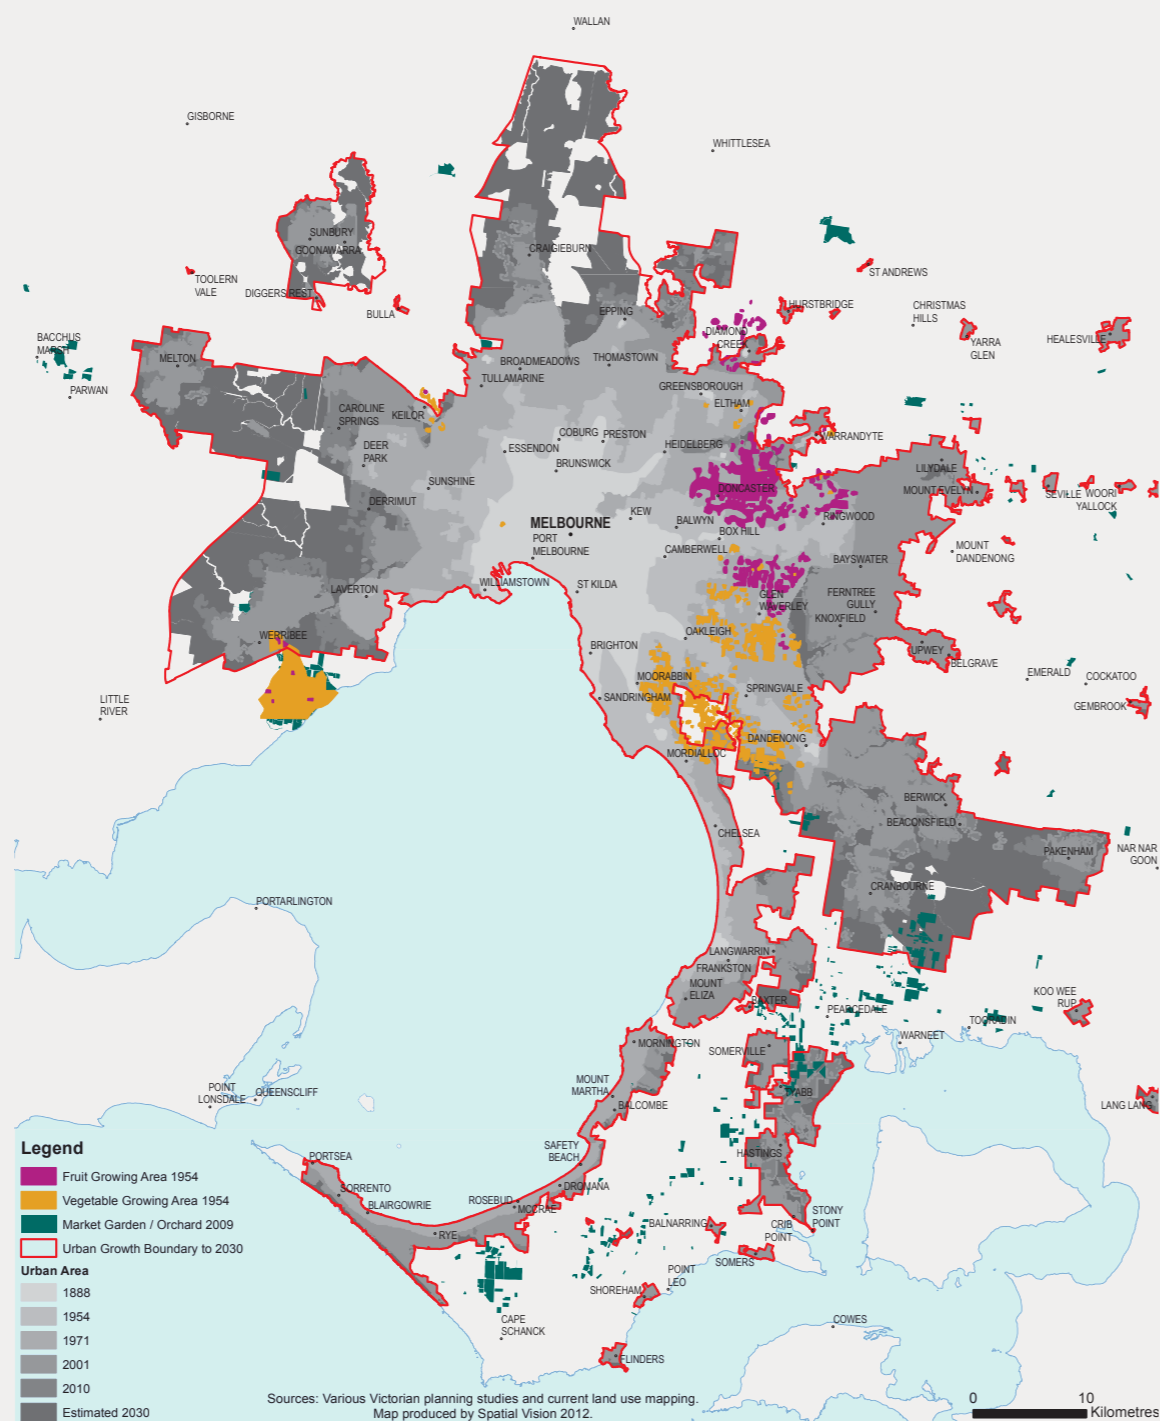 WALLAN
GISBORNE
WHITTLESEA
SUNBURY
GOONAWARRA
CRAIGIEBURN
ST ANDREWS
TOOLERN
VALE
DIGGERS REST
BULLA
HURSTBRIDGE
CHRISTMAS
HILLS
EPPING
DIAMOND
CREEK
YARRA
GLEN
HEALESVILLE
BACCHUS
MARSH
MELTON
BROADMEADOWS
THOMASTOWN
TULLAMARINE
PARWAN
GREENSBOROUGH
ELTHAM
CAROLINE
SPRINGS
KEILOR
COBURG
PRESTON
HEIDELBERG
WARRANDYTE
DEER
PARK
ESSENDON
BRUNSWICK
LILYDALE
SUNSHINE
DONCASTER
MOUNT EVELYN
SEVILLE
WOORI
YALLOCK
DERRIMUT
KEW
BALWYN
RINGWOOD
MELBOURNE
BOX HILL
PORT
MELBOURNE
CAMBERWELL
BAYSWATER
MOUNT
DANDENONG
LAVERTON
WILLIAMSTOWN
ST KILDA
GLEN
WAVERLEY
FERNTREE
GULLY
KNOXFIELD
WERRIBEE
BRIGHTON
OAKLEIGH
UPWEY
BELGRAVE
EMERALD
COCKATOO
MOORABBIN
SPRINGVALE
SANDRINGHAM
GEMBROOK
LITTLE
RIVER
DANDENONG
MORDIALLOC
BERWICK
BEACONSFIELD
CHELSEA
PAKENHAM
NAR NAR
GOON
CRANBOURNE
PORTARLINGTON
LANGWARRIN
FRANKSTON
MOUNT
ELIZA
BAXTER
PEARCEDALE
KOO WEE
RUP
TOORADIN
WARNEET
MORNINGTON
SOMERVILLE
MOUNT
MARTHA
BALCOMBE
TYABB
POINT
LONSDALE
QUEENSCLIFF
LANG LANG
SAFETY
BEACH
HASTINGS
PORTSEA
SORRENTO
BLAIRGOWRIE
ROSEBUD
DROMANA
MCCRAE
RYE
BALNARRING
CRIB
POINT
STONY
POINT
SOMERS
POINT
LEO
SHOREHAM
CAPE
SCHANCK
COWES
FLINDERS
Legend
Fruit Growing Area 1954
Vegetable Growing Area 1954
Market Garden / Orchard 2009
Urban Growth Boundary to 2030
Urban Area
1888
1954
1971
2001
2010
Estimated 2030
Sources: Various Victorian planning studies and current land use mapping.
Map produced by Spatial Vision 2012.
0 10
Kilometres